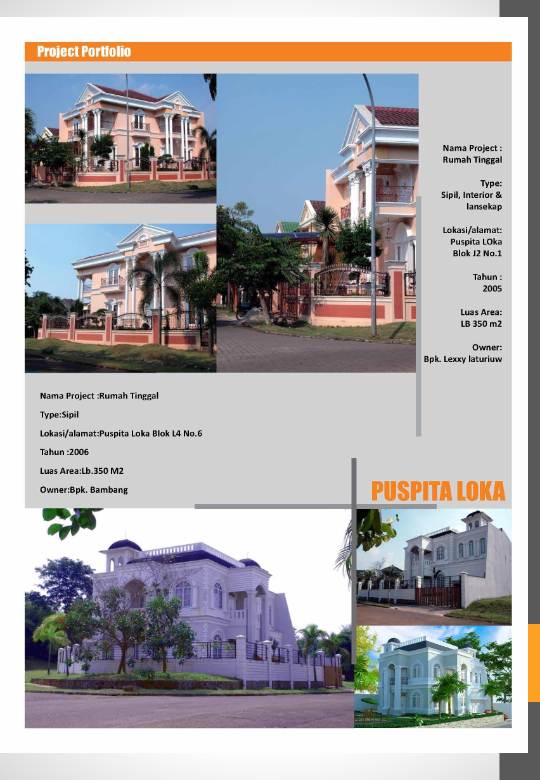 Project Portfolio
Nama Project :
Rumah Tinggal
Type:
Sipil, Interior &
lansekap
Lokasi/alamat:
Puspita LOka
Blok J2 No.1
Tahun :
2005
Luas Area:
LB 350 m2
Owner:
Bpk. Lexxy laturiuw
Nama Project :Rumah Tinggal
Type:Sipil
Lokasi/alamat:Puspita Loka Blok L4 No.6
Tahun :2006
Luas Area:Lb.350 M2
Owner:Bpk. Bambang
PUSPITA LOKA